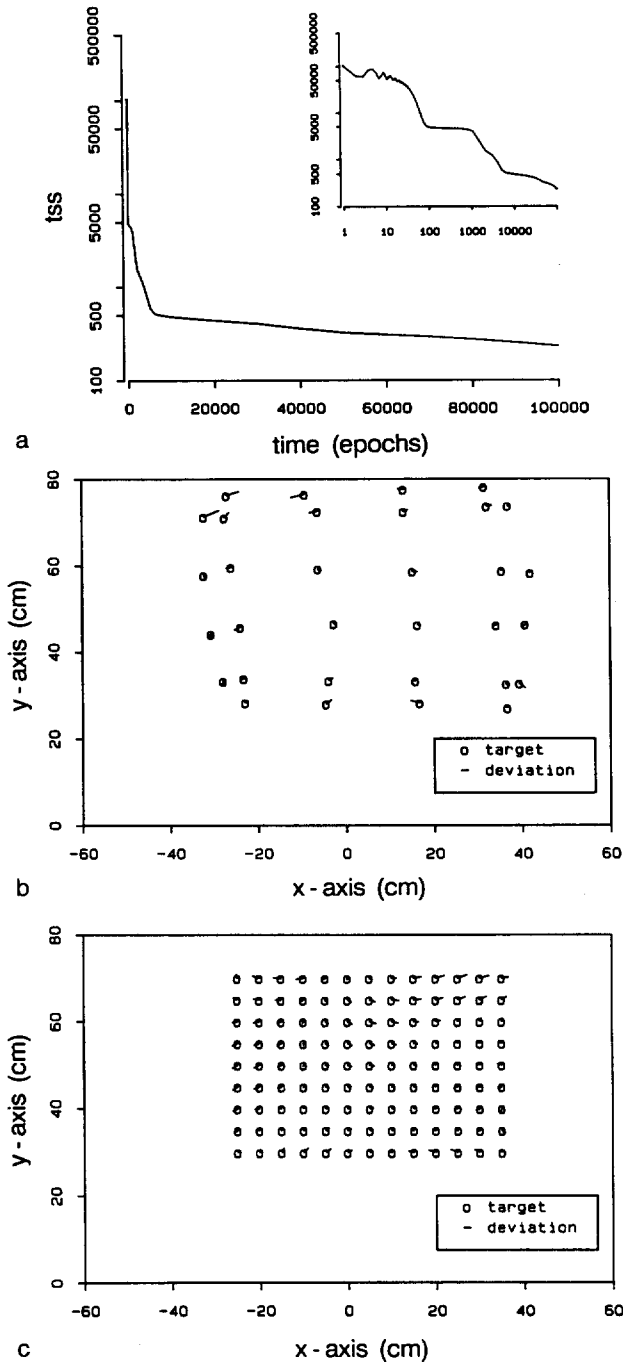 500000
50000
5000
500
100
tss
0 20000 40000 60000 80000 100000
time (epochs)
500000
50000
5000
500
100
1 10 100 1000 10000
a
80
60
40
20
0
y-axis (cm)
o target
- deviation
-60 -40 -20 0 20 40 60
x-axis (cm)
b
80
60
40
20
0
y-axis (cm)
o target
- deviation
-60 -40 -20 0 20 40 60
x-axis (cm)
c